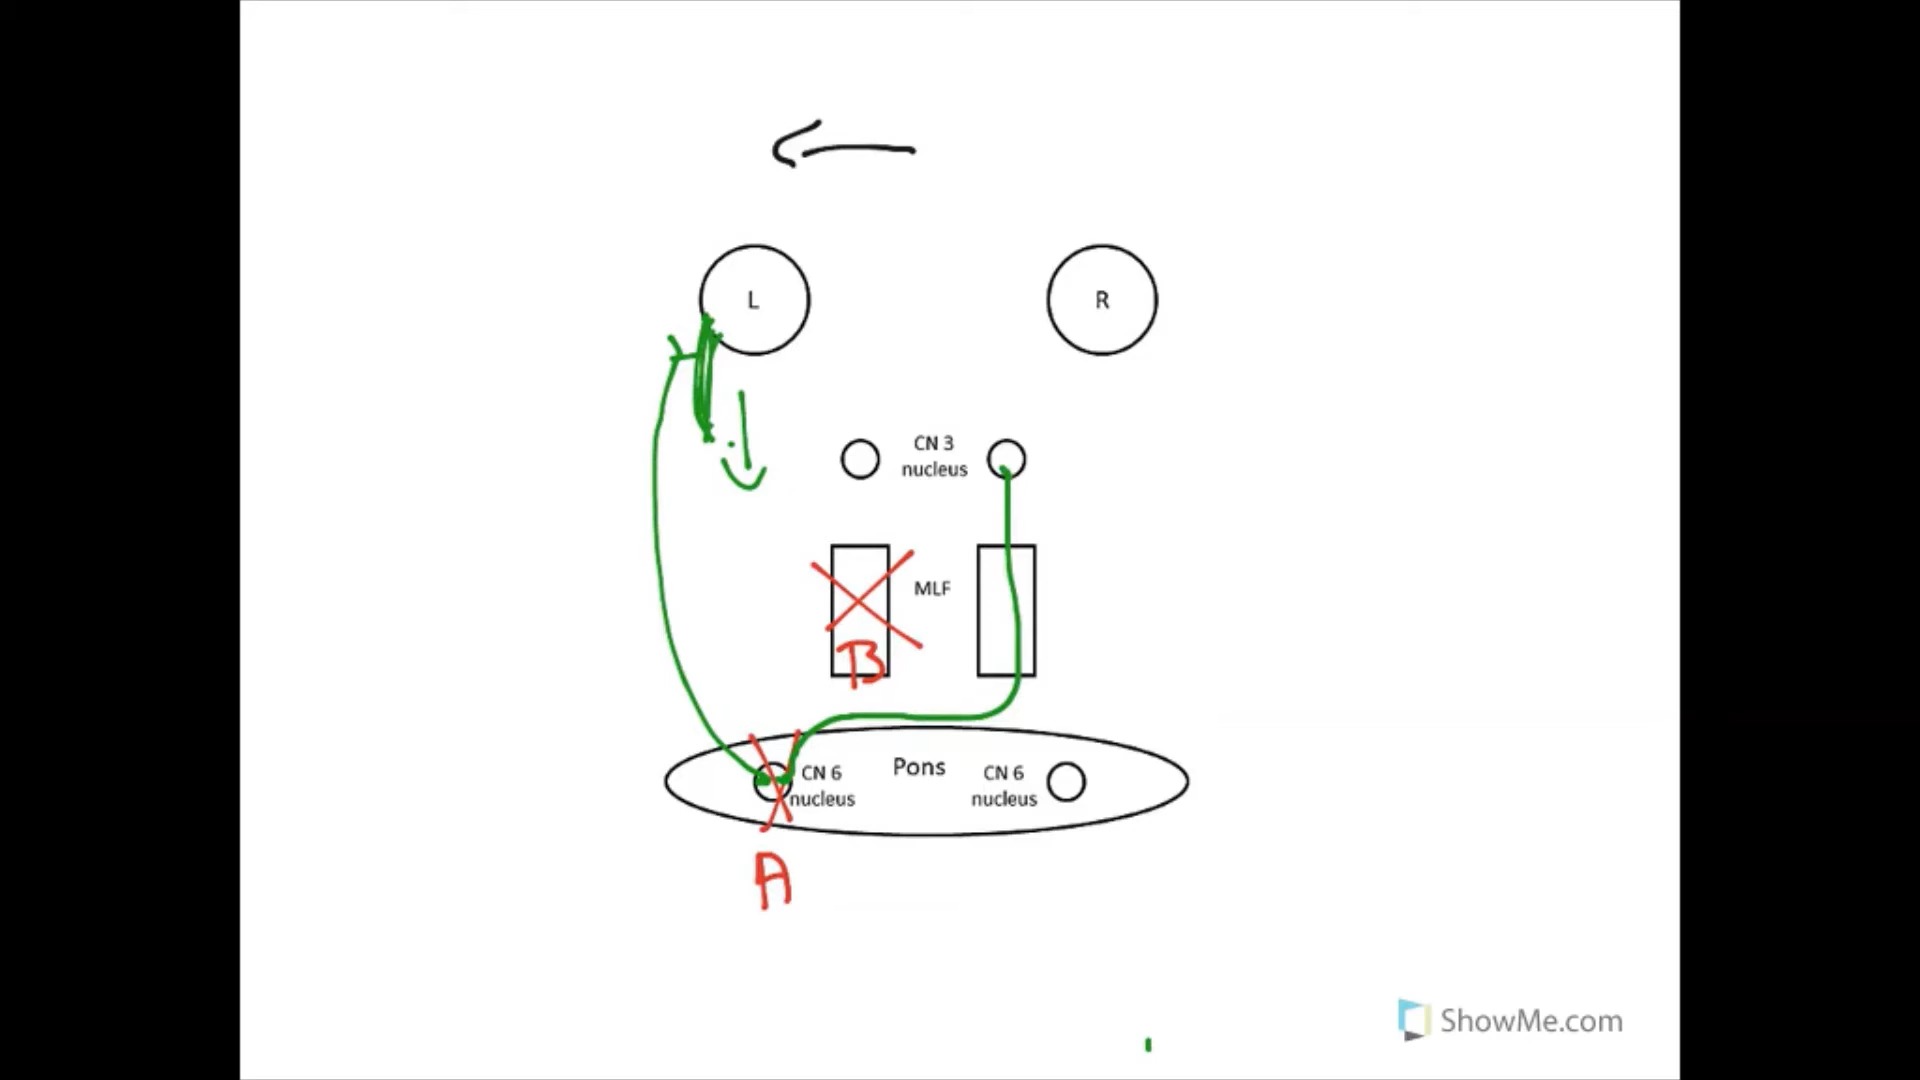 L
R
CN 3
nucleus
MLF
B
Pons
CN 6
nucleus
CN 6
nucleus
A
ShowMe.com